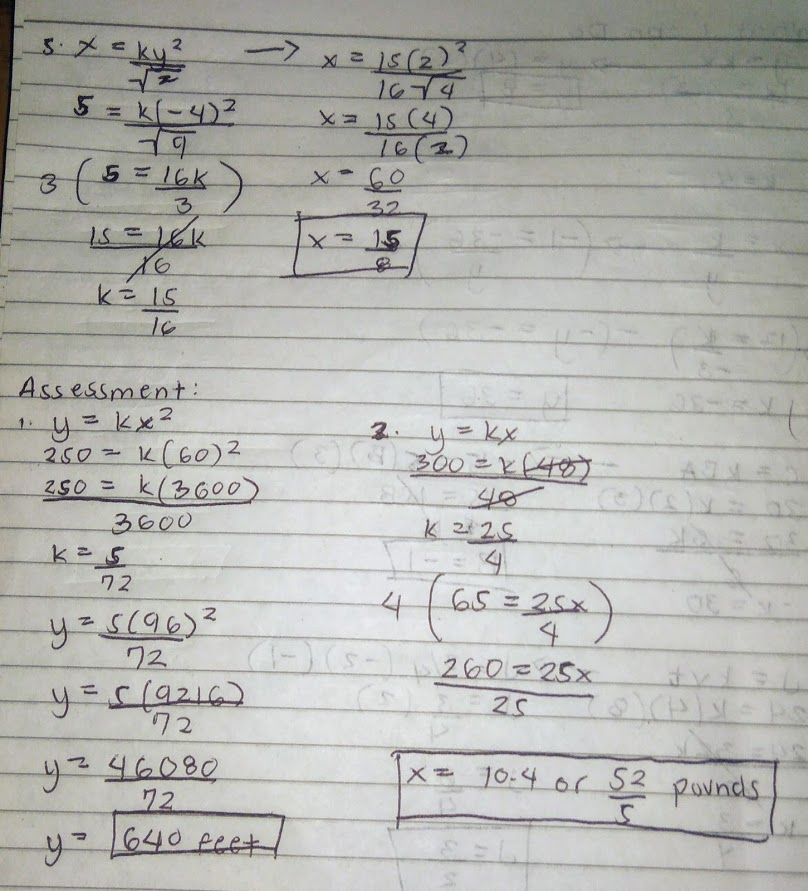 5. x = ky²/√z → x = 15(2)²/16√4
5 = k(-4)²/√9
x = 15(4)/16(2)
3 (5 = 16k/3)
x = 60/32
15 = 16k/16
x = 15/8
k = 15/16
Assessment:
1. y = kx²
250 = k(60)²
250 = k(3600)/3600
k = 5/72
y = 5(96)²/72
y = 5(9216)/72
y = 46080/72
y = 640 feet
2. y = kx
300 = k(48)/48
k = 25/4
4 (65 = 25x/4)
260 = 25x/25
x = 10.4 or 52/5 pounds